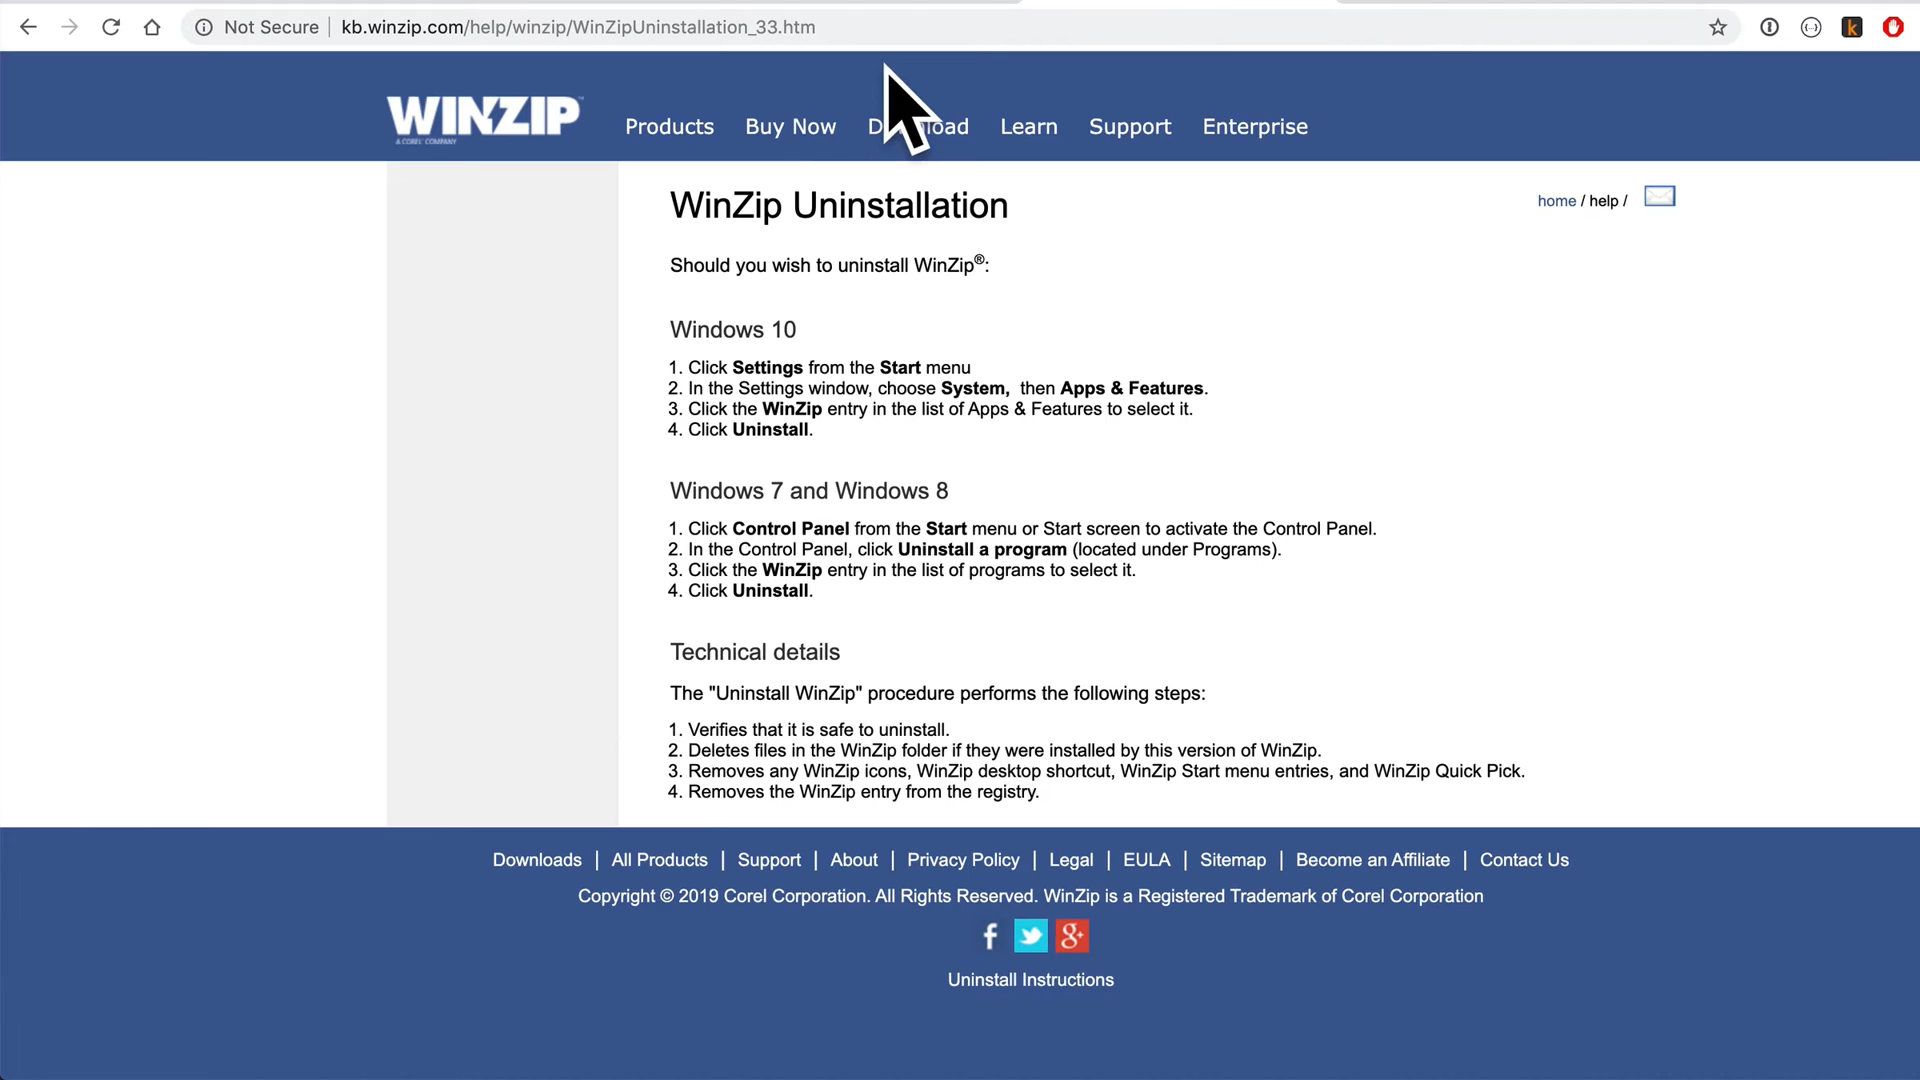 Not Secure | kb.winzip.com/help/winzip/WinZipUninstallation_33.htm
WINZIP
A COREL COMPANY
Products Buy Now Download Learn Support Enterprise
WinZip Uninstallation
home / help /
Should you wish to uninstall WinZip®:
Windows 10
1. Click Settings from the Start menu
2. In the Settings window, choose System, then Apps & Features.
3. Click the WinZip entry in the list of Apps & Features to select it.
4. Click Uninstall.
Windows 7 and Windows 8
1. Click Control Panel from the Start menu or Start screen to activate the Control Panel.
2. In the Control Panel, click Uninstall a program (located under Programs).
3. Click the WinZip entry in the list of programs to select it.
4. Click Uninstall.
Technical details
The "Uninstall WinZip" procedure performs the following steps:
1. Verifies that it is safe to uninstall.
2. Deletes files in the WinZip folder if they were installed by this version of WinZip.
3. Removes any WinZip icons, WinZip desktop shortcut, WinZip Start menu entries, and WinZip Quick Pick.
4. Removes the WinZip entry from the registry.
Downloads | All Products | Support | About | Privacy Policy | Legal | EULA | Sitemap | Become an Affiliate | Contact Us
Copyright © 2019 Corel Corporation. All Rights Reserved. WinZip is a Registered Trademark of Corel Corporation
Uninstall Instructions